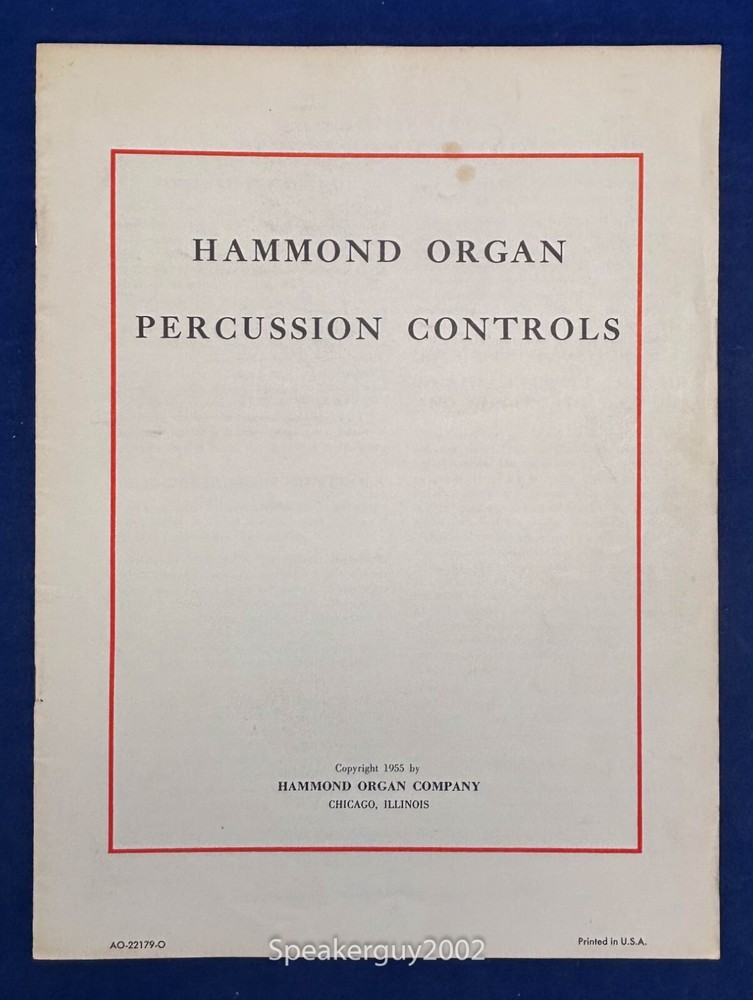 HAMMOND ORGAN
PERCUSSION CONTROLS
Copyright 1955 by
HAMMOND ORGAN COMPANY
CHICAGO, ILLINOIS
AO-22179-O
Printed in U.S.A.
Speakerguy2002